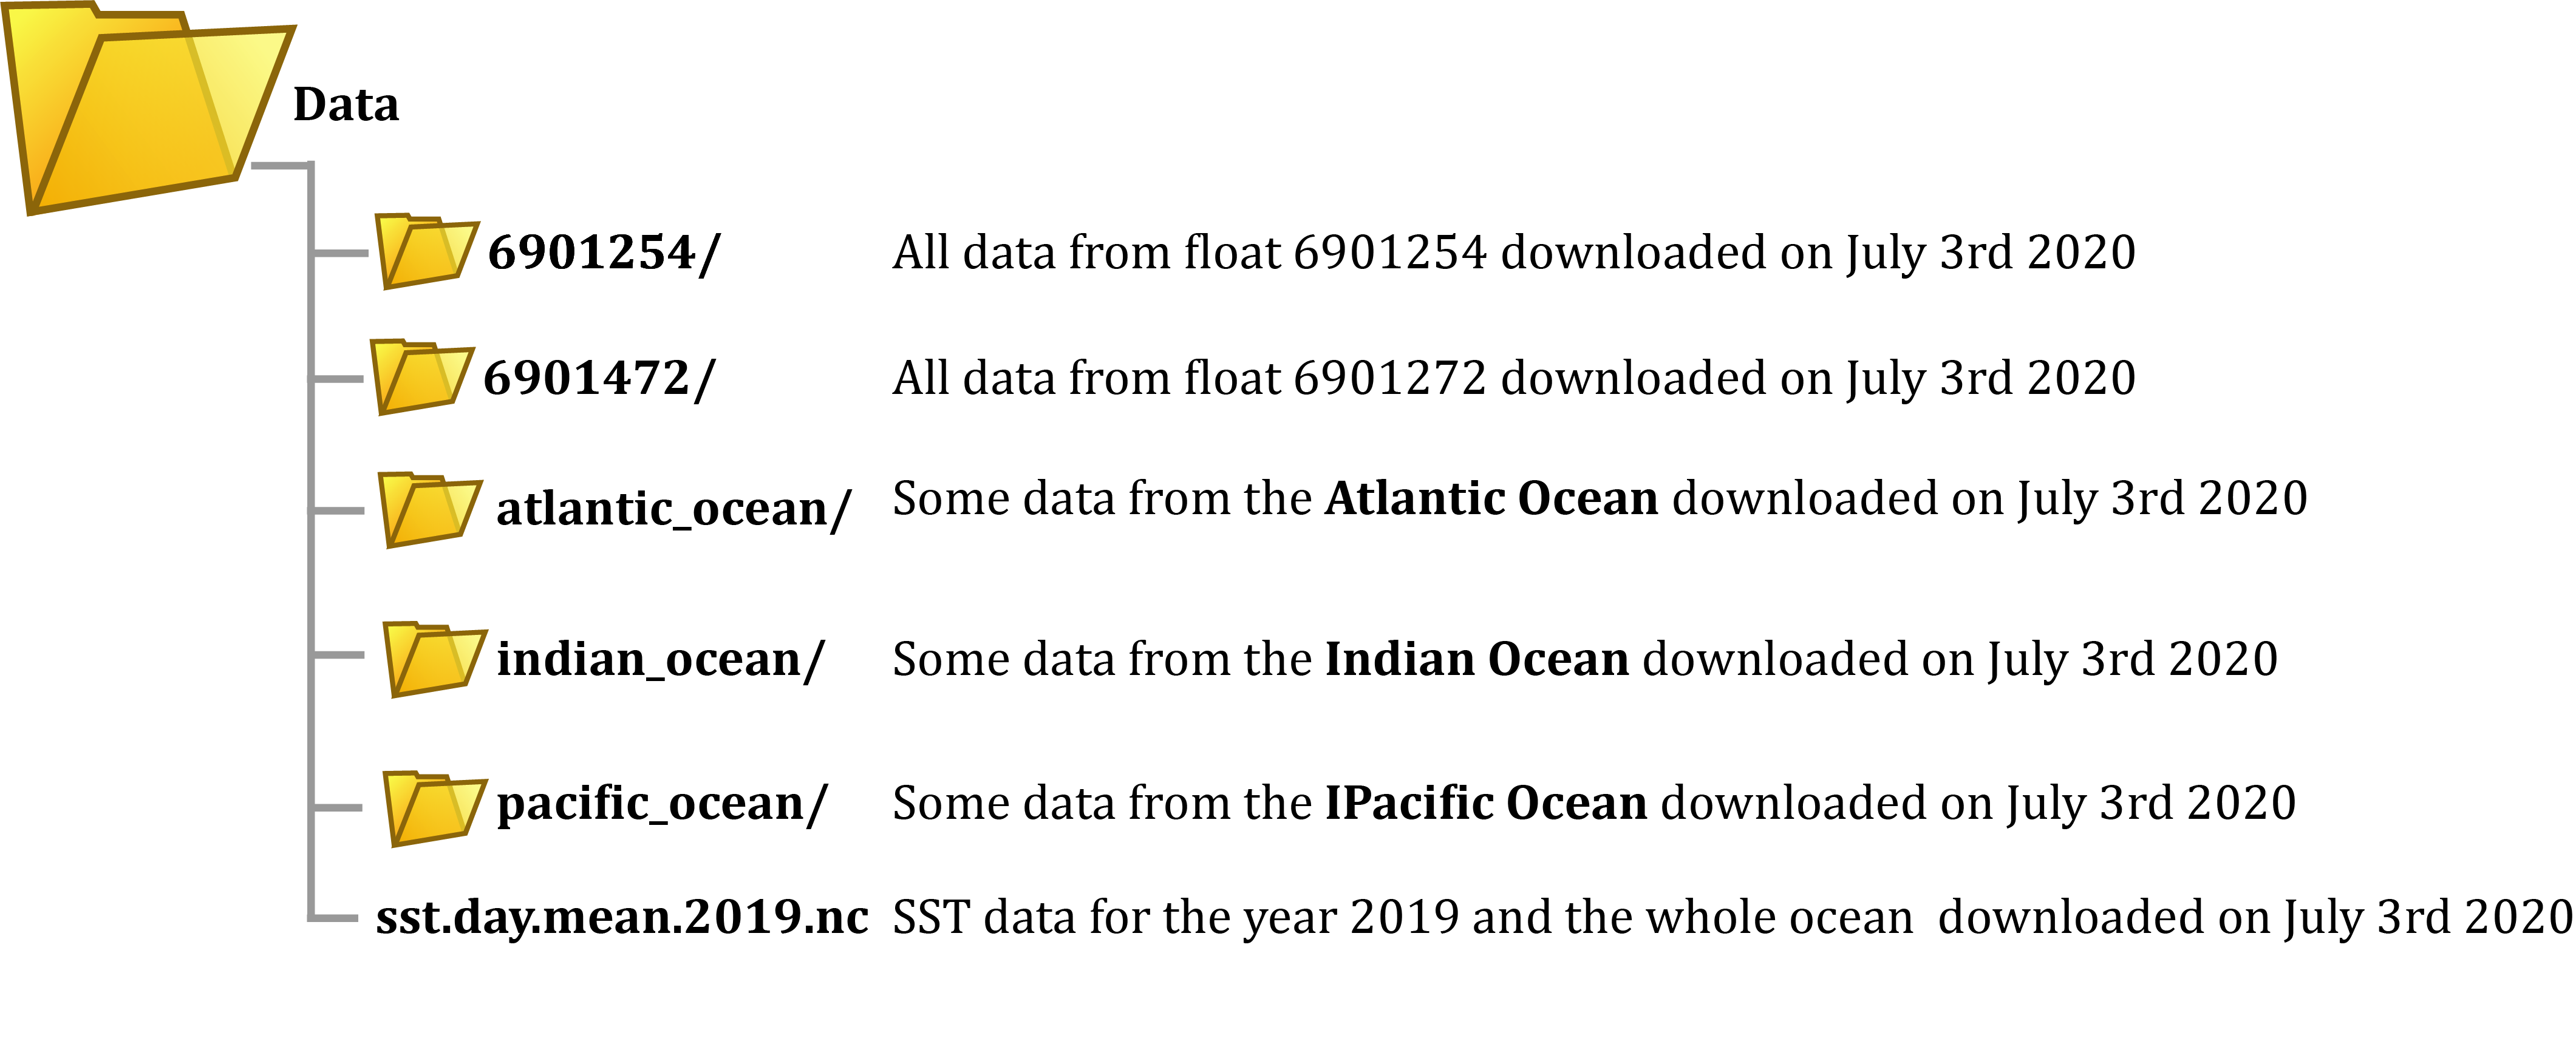 Data
6901254/ All data from float 6901254 downloaded on July 3rd 2020
6901472/ All data from float 6901272 downloaded on July 3rd 2020
atlantic_ocean/ Some data from the Atlantic Ocean downloaded on July 3rd 2020
indian_ocean/ Some data from the Indian Ocean downloaded on July 3rd 2020
pacific_ocean/ Some data from the IPacific Ocean downloaded on July 3rd 2020
sst.day.mean.2019.nc SST data for the year 2019 and the whole ocean downloaded on July 3rd 2020